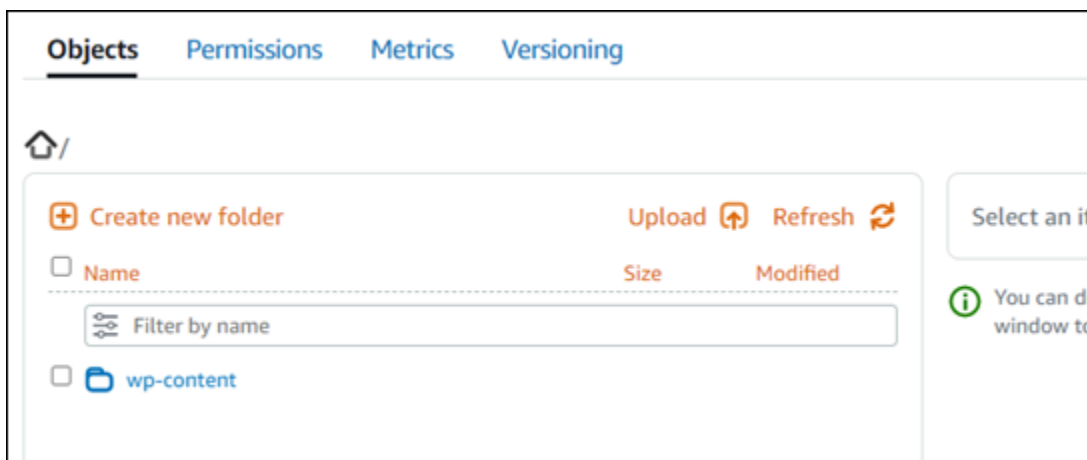 Objects Permissions Metrics Versioning
/
Create new folder Upload Refresh
Name Size Modified
Filter by name
wp-content
Select an i
You can d
window to